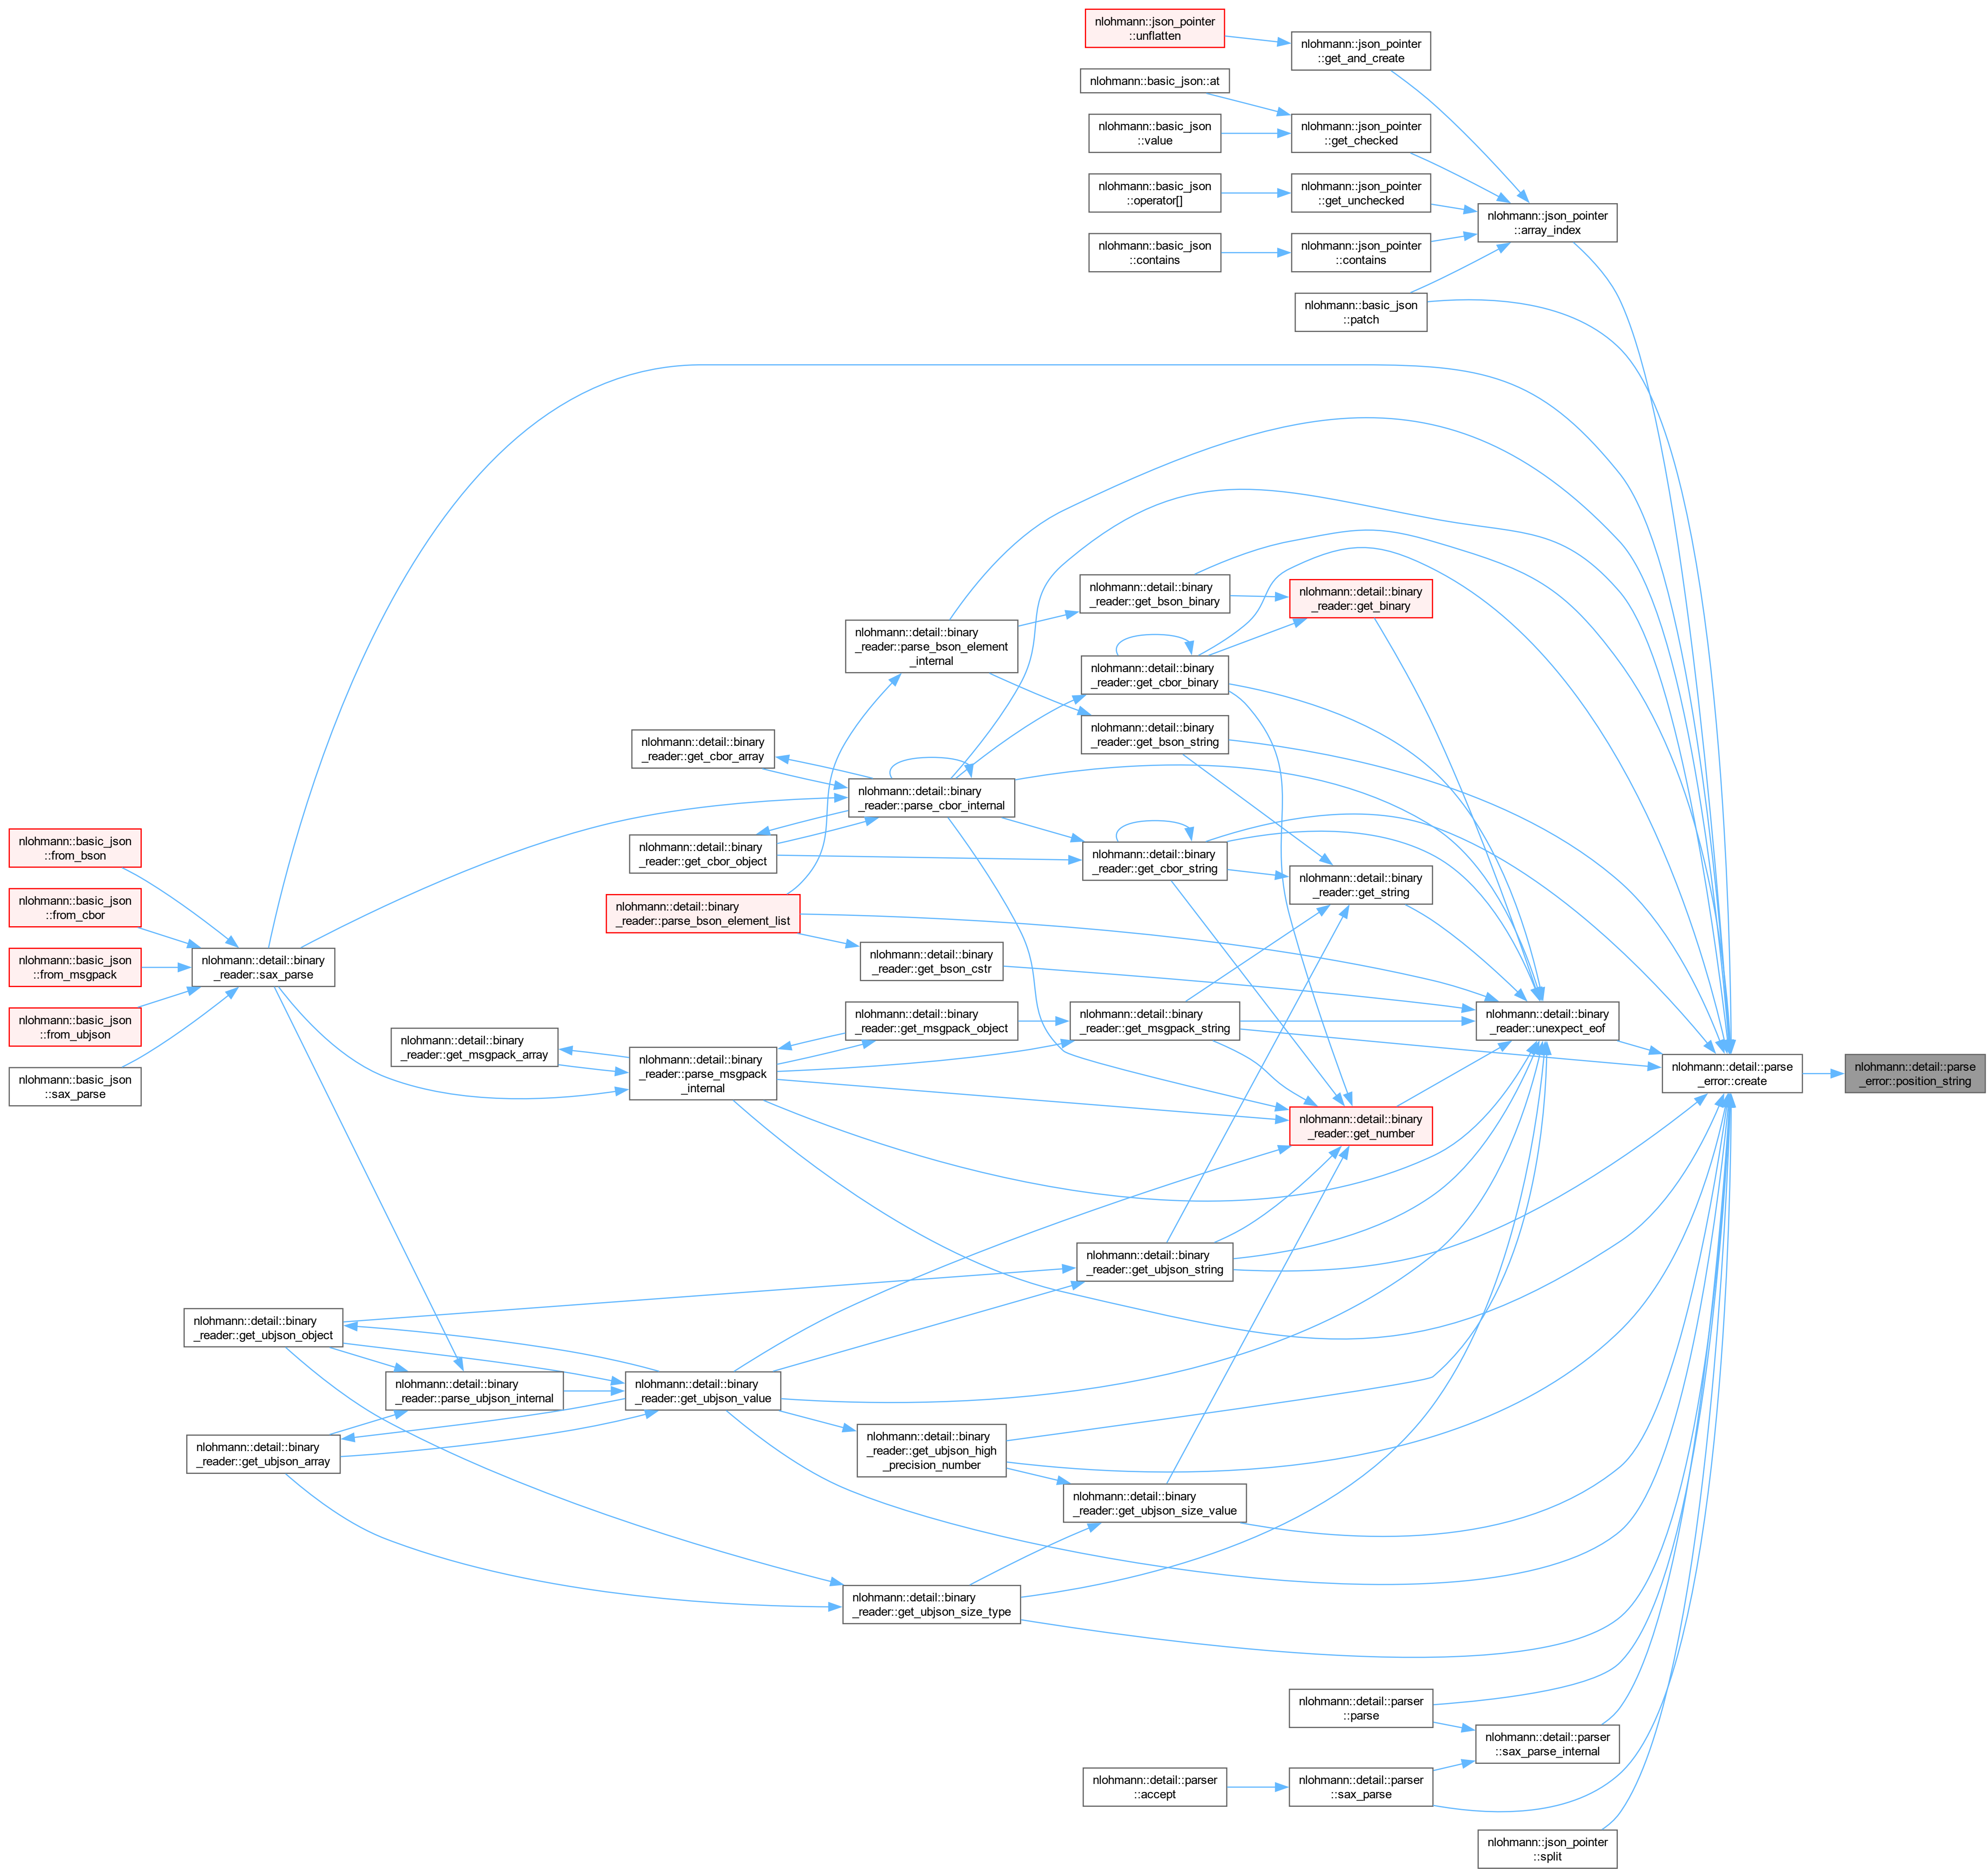 nlohmann::json_pointer
::unflatten
nlohmann::json_pointer
::get_and_create
nlohmann::basic_json::at
nlohmann::basic_json
::value
nlohmann::json_pointer
::get_checked
nlohmann::basic_json
::operator[]
nlohmann::json_pointer
::get_unchecked
nlohmann::json_pointer
::array_index
nlohmann::basic_json
::contains
nlohmann::json_pointer
::contains
nlohmann::basic_json
::patch
nlohmann::detail::binary
_reader::get_bson_binary
nlohmann::detail::binary
_reader::get_binary
nlohmann::detail::binary
_reader::parse_bson_element
_internal
nlohmann::detail::binary
_reader::get_cbor_binary
nlohmann::detail::binary
_reader::get_bson_string
nlohmann::detail::binary
_reader::get_cbor_array
nlohmann::detail::binary
_reader::parse_cbor_internal
nlohmann::basic_json
::from_bson
nlohmann::detail::binary
_reader::get_cbor_object
nlohmann::detail::binary
_reader::get_cbor_string
nlohmann::detail::binary
_reader::get_string
nlohmann::basic_json
::from_cbor
nlohmann::detail::binary
_reader::parse_bson_element_list
nlohmann::basic_json
::from_msgpack
nlohmann::detail::binary
_reader::sax_parse
nlohmann::detail::binary
_reader::get_bson_cstr
nlohmann::basic_json
::from_ubjson
nlohmann::detail::binary
_reader::get_msgpack_array
nlohmann::detail::binary
_reader::get_msgpack_object
nlohmann::detail::binary
_reader::get_msgpack_string
nlohmann::detail::binary
_reader::unexpect_eof
nlohmann::basic_json
::sax_parse
nlohmann::detail::binary
_reader::parse_msgpack
_internal
nlohmann::detail::parse
_error::create
nlohmann::detail::parse
_error::position_string
nlohmann::detail::binary
_reader::get_number
nlohmann::detail::binary
_reader::get_ubjson_string
nlohmann::detail::binary
_reader::get_ubjson_object
nlohmann::detail::binary
_reader::parse_ubjson_internal
nlohmann::detail::binary
_reader::get_ubjson_value
nlohmann::detail::binary
_reader::get_ubjson_array
nlohmann::detail::binary
_reader::get_ubjson_high
_precision_number
nlohmann::detail::binary
_reader::get_ubjson_size_value
nlohmann::detail::binary
_reader::get_ubjson_size_type
nlohmann::detail::parser
::parse
nlohmann::detail::parser
::sax_parse_internal
nlohmann::detail::parser
::accept
nlohmann::detail::parser
::sax_parse
nlohmann::json_pointer
::split